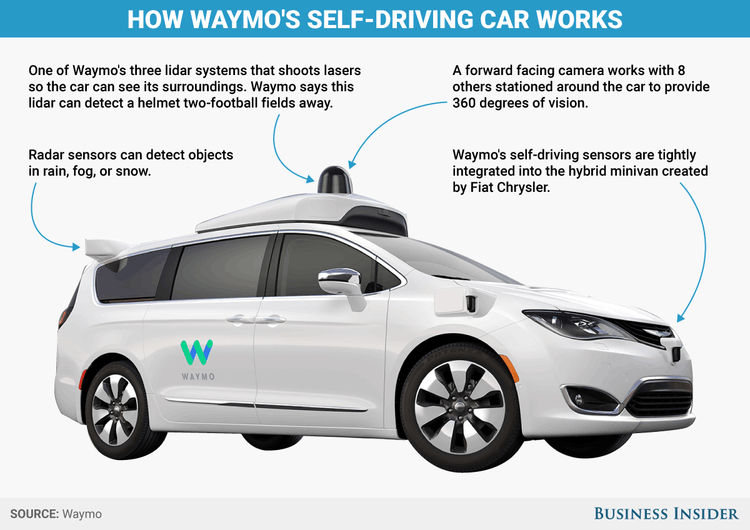 HOW WAYMO'S SELF-DRIVING CAR WORKS
One of Waymo's three lidar systems that shoots lasers
so the car can see its surroundings. Waymo says this
lidar can detect a helmet two-football fields away.
A forward facing camera works with 8
others stationed around the car to provide
360 degrees of vision.
Radar sensors can detect objects
in rain, fog, or snow.
Waymo's self-driving sensors are tightly
integrated into the hybrid minivan created
by Fiat Chrysler.
WAYMO
SOURCE: Waymo
BUSINESS INSIDER